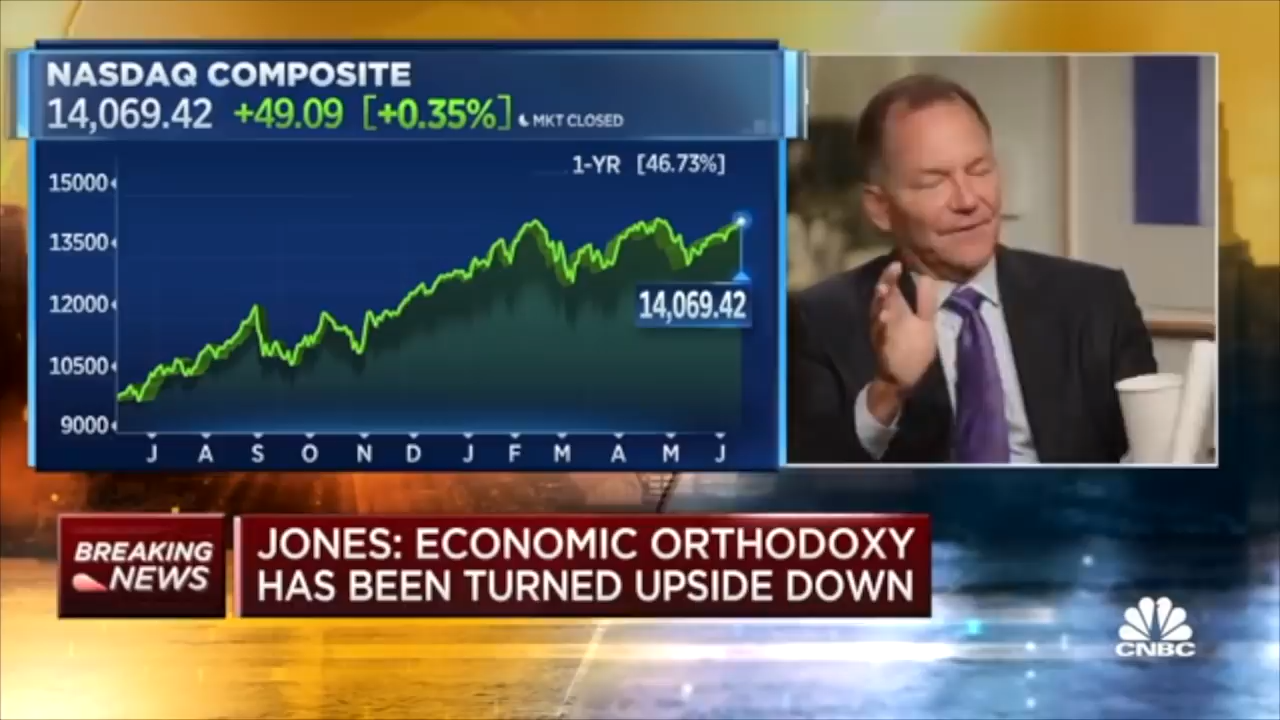 NASDAQ COMPOSITE
14,069.42 +49.09 [+0.35%] MKT CLOSED
1-YR [46.73%]
15000
13500
12000
10500
9000
14,069.42
J A S O N D J F M A M J
BREAKING NEWS
JONES: ECONOMIC ORTHODOXY
HAS BEEN TURNED UPSIDE DOWN
CNBC